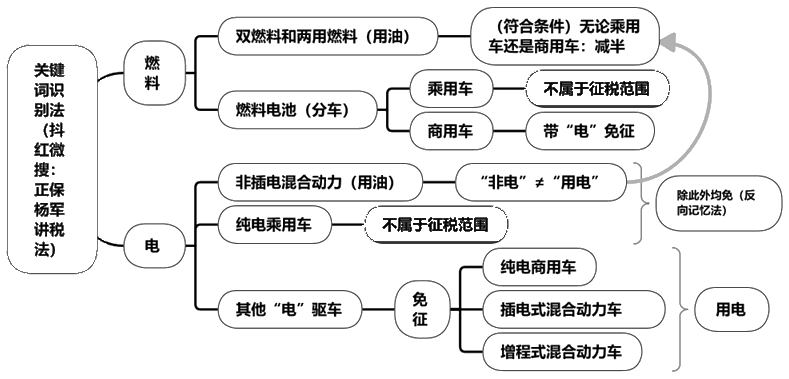 关键
词识
别法
（抖
红微
搜：
正保
杨军
讲税
法）
燃
料
双燃料和两用燃料（用油）
（符合条件）无论乘用
车还是商用车：减半
燃料电池（分车）
乘用车
不属于征税范围
商用车
带“电”免征
电
非插电混合动力（用油）
“非电”≠“用电”
纯电乘用车
不属于征税范围
除此外均免（反
向记忆法）
其他“电”驱车
免
征
纯电商用车
插电式混合动力车
增程式混合动力车
用电